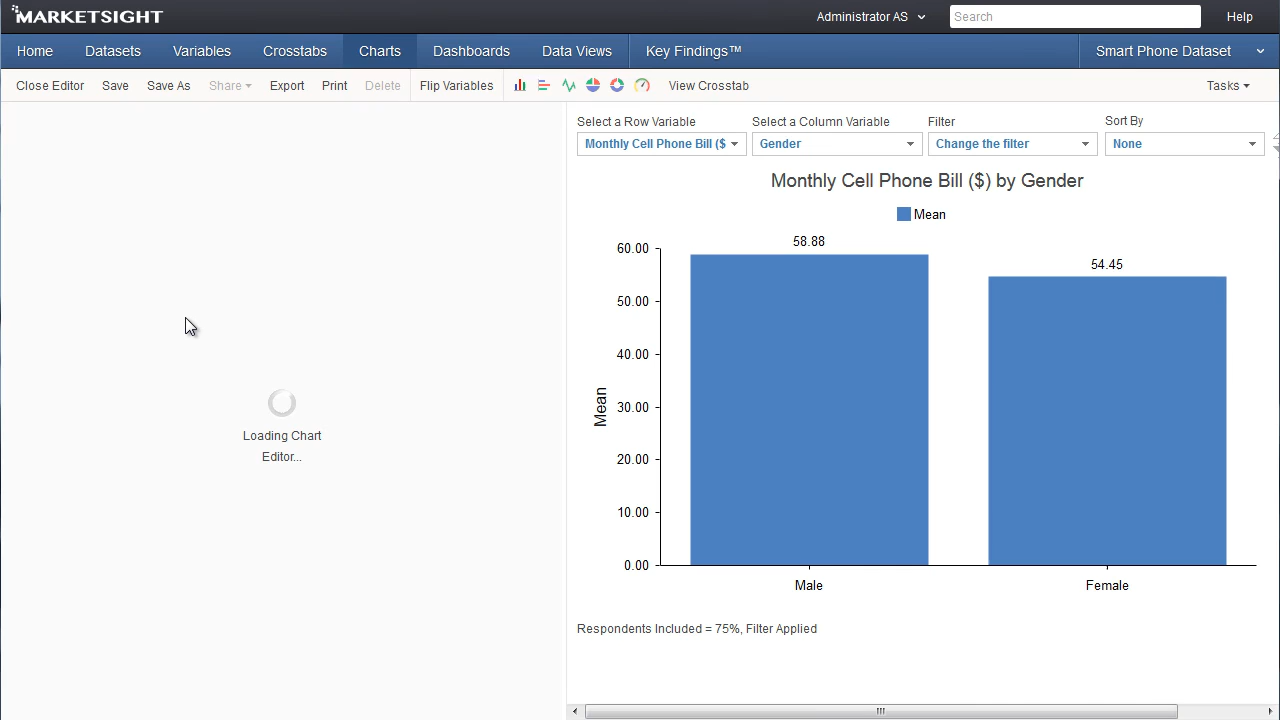 MARKETSIGHT
Administrator AS
Search
Help
Home Datasets Variables Crosstabs Charts Dashboards Data Views Key Findings™ Smart Phone Dataset
Close Editor Save Save As Share Export Print Delete Flip Variables View Crosstab Tasks
Select a Row Variable Select a Column Variable Filter Sort By
Monthly Cell Phone Bill ($ Gender Change the filter None
Monthly Cell Phone Bill ($) by Gender
Mean
58.88
54.45
60.00
50.00
40.00
30.00
20.00
10.00
0.00
Mean
Male Female
Respondents Included = 75%, Filter Applied
Loading Chart
Editor...